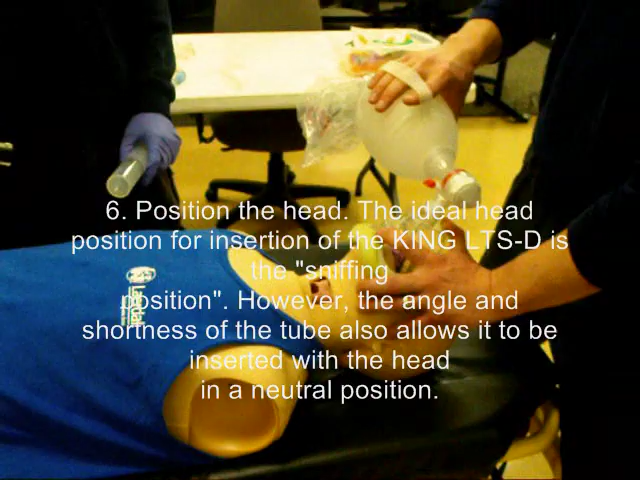 6. Position the head. The ideal head
position for insertion of the KING LTS-D is
the "sniffing
position". However, the angle and
shortness of the tube also allows it to be
inserted with the head
in a neutral position.
Laerdal